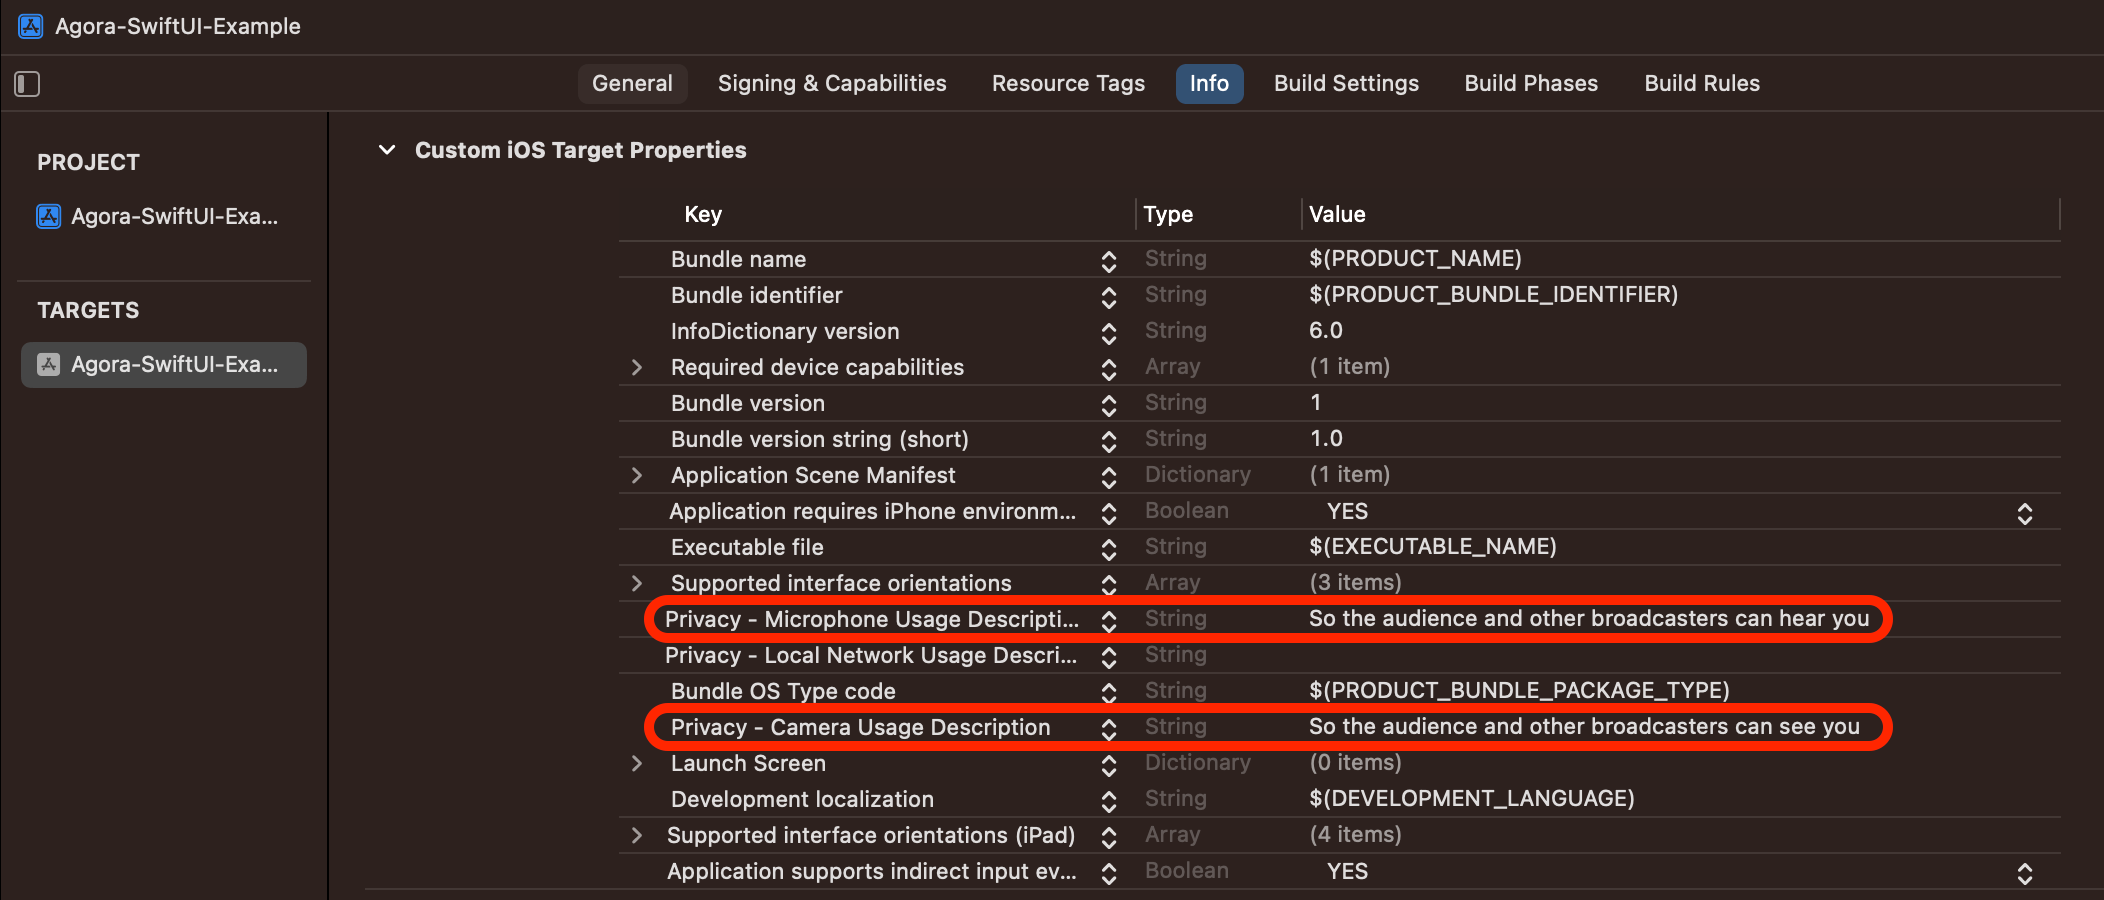 Agora-SwiftUI-Example
General Signing & Capabilities Resource Tags Info Build Settings Build Phases Build Rules
PROJECT
Agora-SwiftUI-Exa...
TARGETS
Agora-SwiftUI-Exa...
Custom iOS Target Properties
Key Type Value
Bundle name String $(PRODUCT_NAME)
Bundle identifier String $(PRODUCT_BUNDLE_IDENTIFIER)
InfoDictionary version String 6.0
Required device capabilities Array (1 item)
Bundle version String 1
Bundle version string (short) String 1.0
Application Scene Manifest Dictionary (1 item)
Application requires iPhone environm... Boolean YES
Executable file String $(EXECUTABLE_NAME)
Supported interface orientations Array (3 items)
Privacy - Microphone Usage Descripti... String So the audience and other broadcasters can hear you
Privacy - Local Network Usage Descri... String
Bundle OS Type code String $(PRODUCT_BUNDLE_PACKAGE_TYPE)
Privacy - Camera Usage Description String So the audience and other broadcasters can see you
Launch Screen Dictionary (0 items)
Development localization String $(DEVELOPMENT_LANGUAGE)
Supported interface orientations (iPad) Array (4 items)
Application supports indirect input ev... Boolean YES